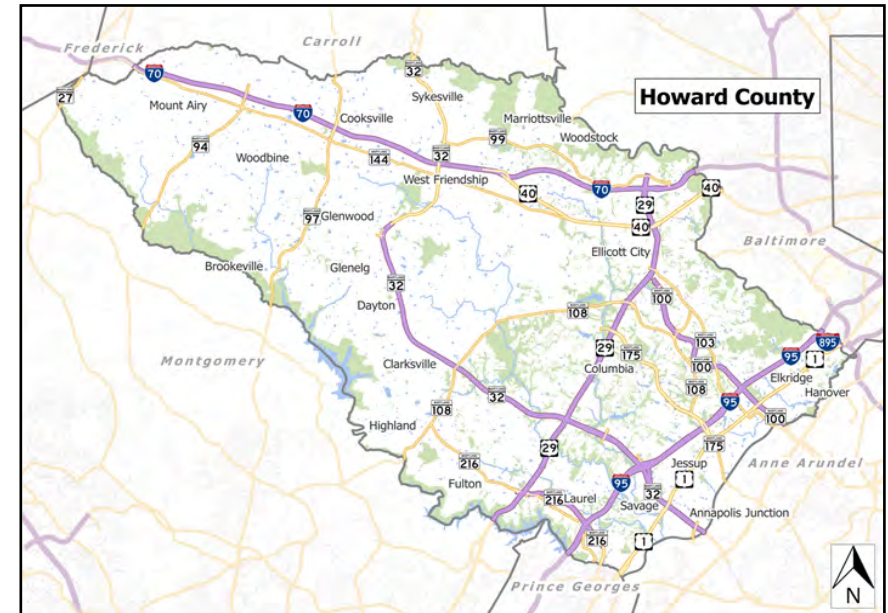 Carroll
Frederick
70
32
27
Mount Airy
Sykesville
Howard County
70
Cooksville
Marriottsville
94
Woodbine
144
32
99
Woodstock
West Friendship
40
70
40
97
Glenwood
29
40
Ellicott City
Baltimore
Brookeville
Glenelg
32
Dayton
100
108
Montgomery
Clarksville
29
175
Columbia
103
100
95
895
1
Elkridge
Hanover
108
32
108
95
100
Highland
29
175
216
Fulton
Jessup
Anne Arundel
95
1
216
Laurel
32
Savage
Annapolis Junction
216
1
Prince Georges
N